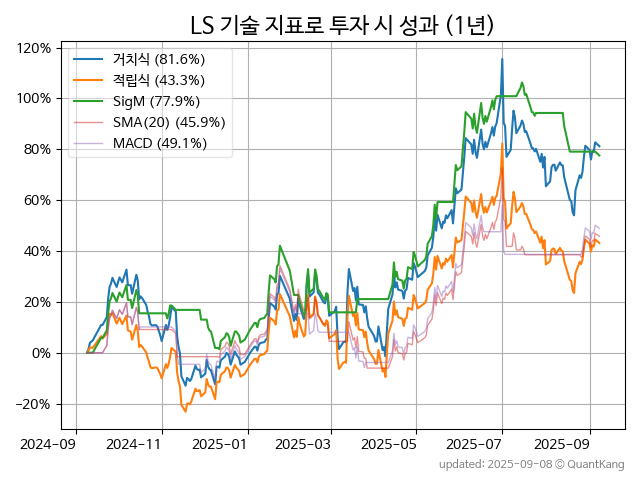 LS 기술 지표로 투자 시 성과 (1년)
120%
100%
80%
60%
40%
20%
0%
−20%
거치식 (81.6%)
적립식 (43.3%)
SigM (77.9%)
SMA(20) (45.9%)
MACD (49.1%)
2024-09
2024-11
2025-01
2025-03
2025-05
2025-07
2025-09
updated: 2025-09-08 ⓒ QuantKang